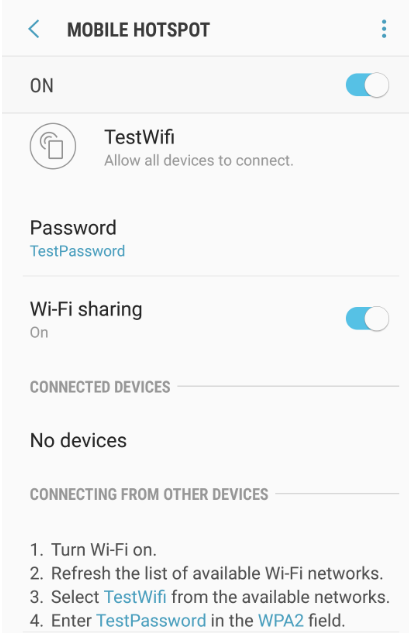 MOBILE HOTSPOT
ON
TestWifi
Allow all devices to connect.
Password
TestPassword
Wi-Fi sharing
On
CONNECTED DEVICES
No devices
CONNECTING FROM OTHER DEVICES
1. Turn Wi-Fi on.
2. Refresh the list of available Wi-Fi networks.
3. Select TestWifi from the available networks.
4. Enter TestPassword in the WPA2 field.